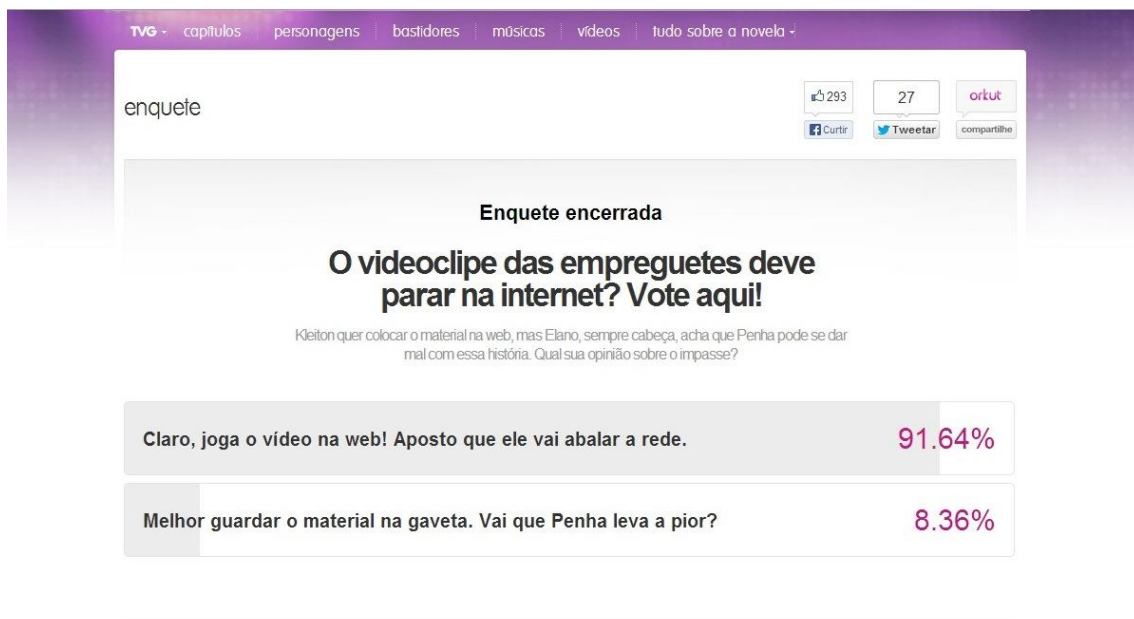 TVG - capítulos personagens bastidores músicas vídeos tudo sobre a novela -
enquete
293 27 orkut
Curtir Tweetar compartilhe
Enquete encerrada
O videoclipe das empreguetes deve
parar na internet? Vote aqui!
Kleiton quer colocar o material na web, mas Elano, sempre cabeça, acha que Penha pode se dar
mal com essa história. Qual sua opinião sobre o impasse?
Claro, joga o vídeo na web! Aposto que ele vai abalar a rede. 91.64%
Melhor guardar o material na gaveta. Vai que Penha leva a pior? 8.36%